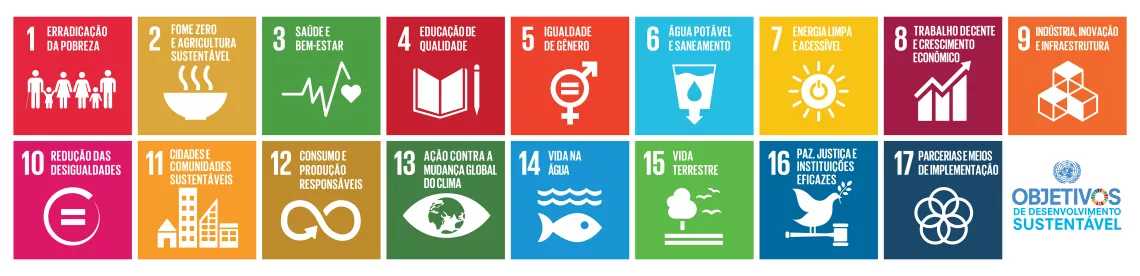 1 ERRADICAÇÃO
DA POBREZA
2 FOME ZERO
E AGRICULTURA
SUSTENTÁVEL
3 SAÚDE E
BEM-ESTAR
4 EDUCAÇÃO DE
QUALIDADE
5 IGUALDADE
DE GÊNERO
6 ÁGUA POTÁVEL
E SANEAMENTO
7 ENERGIA LIMPA
E ACESSÍVEL
8 TRABALHO DECENTE
E CRESCIMENTO
ECONÔMICO
9 INDÚSTRIA, INOVAÇÃO
E INFRAESTRUTURA
10 REDUÇÃO DAS
DESIGUALDADES
11 CIDADES E
COMUNIDADES
SUSTENTÁVEIS
12 CONSUMO E
PRODUÇÃO
RESPONSÁVEIS
13 AÇÃO CONTRA A
MUDANÇA GLOBAL
DO CLIMA
14 VIDA NA
ÁGUA
15 VIDA
TERRESTRE
16 PAZ, JUSTIÇA E
INSTITUIÇÕES
EFICAZES
17 PARCERIAS E MEIOS
DE IMPLEMENTAÇÃO
OBJETIVOS
DE DESENVOLVIMENTO
SUSTENTÁVEL